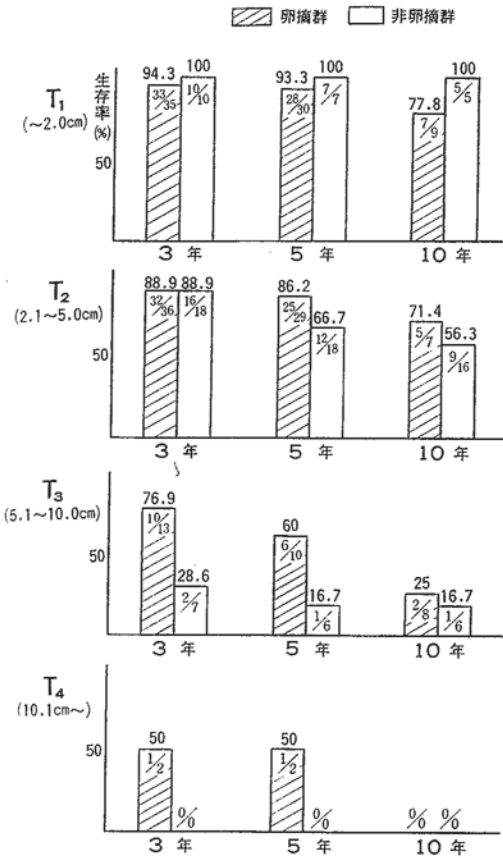 卵摘群 非卵摘群
T1
(~2.0cm)
生存率(%)
50
94.3 100 93.3 100 77.8 100
33/35 10/10 28/30 7/7 7/9 5/5
3 年 5 年 10 年
T2
(2.1~5.0cm)
50
88.9 88.9 86.2 66.7 71.4 56.3
32/36 16/18 25/29 12/18 5/7 9/16
3 年 5 年 10 年
T3
(5.1~10.0cm)
50
76.9 28.6 60 16.7 25 16.7
10/13 2/7 6/10 1/6 2/8 1/6
3 年 5 年 10 年
T4
(10.1cm~)
50
50 50
1/2 0/0 1/2 0/0 0/0 0/0
3 年 5 年 10 年